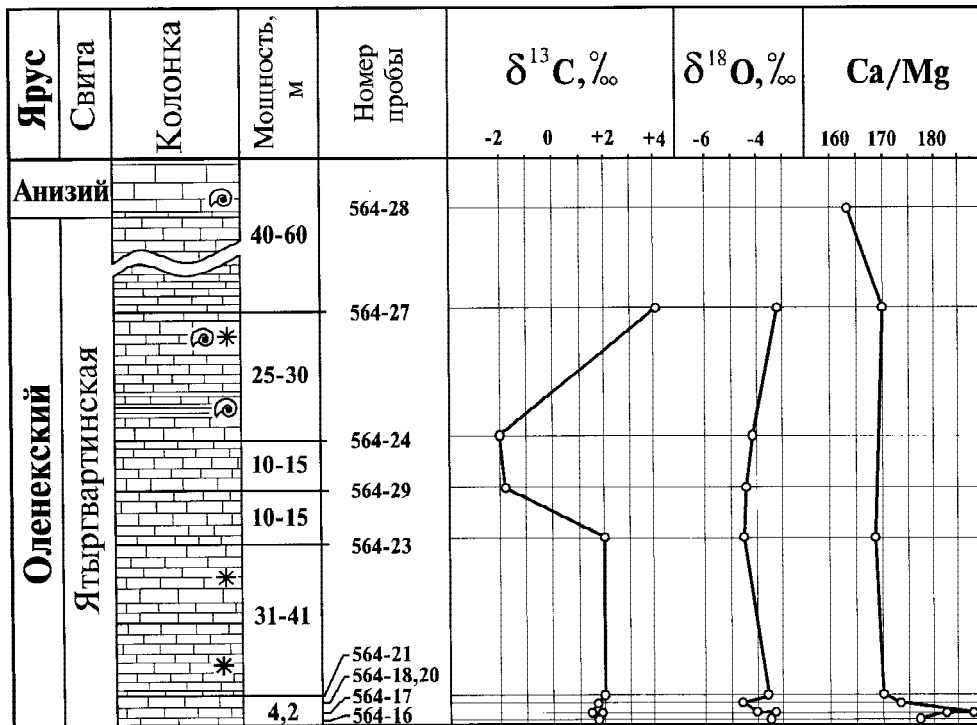 Ярус
Свита
Колонка
Мощность, м
Номер пробы
δ¹³C,‰
δ¹⁸O,‰
Ca/Mg
-2 0 +2 +4
-6 -4
160 170 180
Анизий
Оленекский
Ятыргвартинская
40-60
25-30
10-15
10-15
31-41
4,2
564-28
564-27
564-24
564-29
564-23
564-21
564-18,20
564-17
564-16